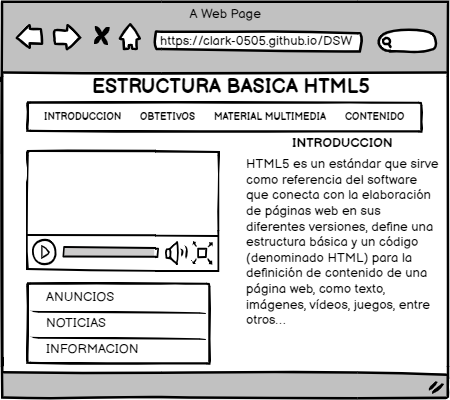 A Web Page
https://clark-0505.github.io/DSW
ESTRUCTURA BASICA HTML5
INTRODUCCION OBTETIVOS MATERIAL MULTIMEDIA CONTENIDO
INTRODUCCION
HTML5 es un estándar que sirve
como referencia del software
que conecta con la elaboración
de páginas web en sus
diferentes versiones, define una
estructura básica y un código
(denominado HTML) para la
definición de contenido de una
página web, como texto,
imágenes, vídeos, juegos, entre
otros...
ANUNCIOS
NOTICIAS
INFORMACION